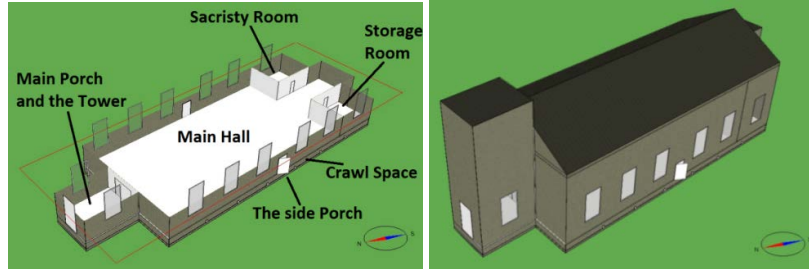 Sacristy Room
Storage
Room
Main Porch
and the Tower
Main Hall
Crawl Space
The side Porch
N
S
N
S